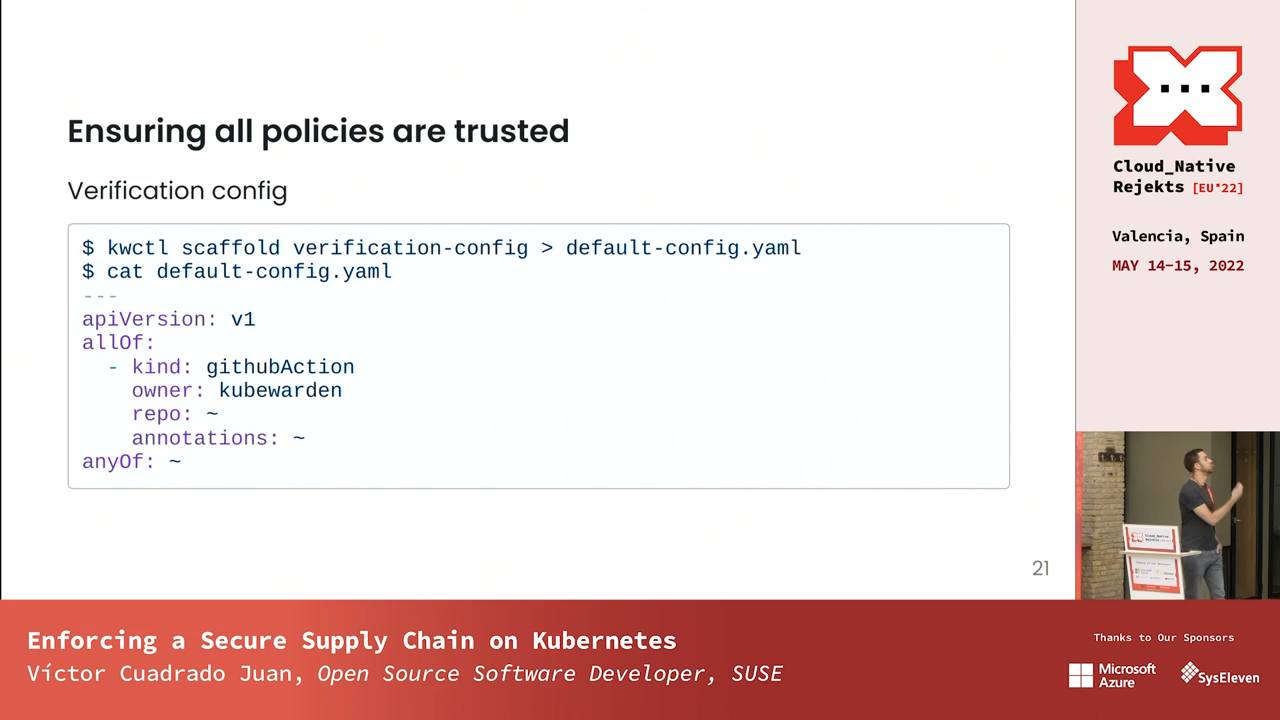 Ensuring all policies are trusted
Verification config
$ kwctl scaffold verification-config > default-config.yaml
$ cat default-config.yaml
---
apiVersion: v1
allOf:
  - kind: githubAction
    owner: kubewarden
    repo: ~
    annotations: ~
anyOf: ~
21
Cloud_Native
Rejekts [EU*22]
Valencia, Spain
MAY 14-15, 2022
Enforcing a Secure Supply Chain on Kubernetes
Víctor Cuadrado Juan, Open Source Software Developer, SUSE
Thanks to Our Sponsors
Microsoft
Azure
SysEleven